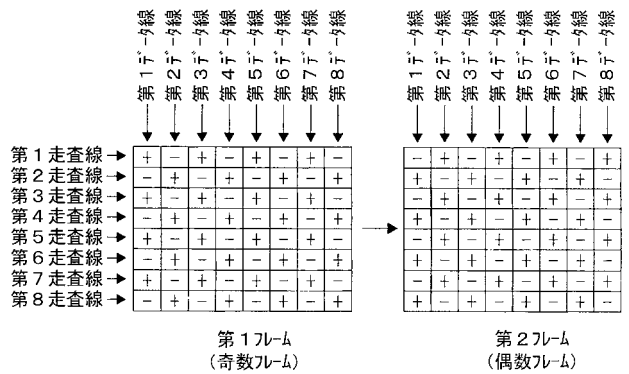 第1データ線
第2データ線
第3データ線
第4データ線
第5データ線
第6データ線
第7データ線
第8データ線
第1データ線
第2データ線
第3データ線
第4データ線
第5データ線
第6データ線
第7データ線
第8データ線
第1走査線 + - + - + - + -
第2走査線 - + - + - + - +
第3走査線 + - + - + - + -
第4走査線 - + - + - + - +
第5走査線 + - + - + - + -
第6走査線 - + - + - + - +
第7走査線 + - + - + - + -
第8走査線 - + - + - + - +
- + - + - + - +
+ - + - + - + -
- + - + - + - +
+ - + - + - + -
- + - + - + - +
+ - + - + - + -
- + - + - + - +
+ - + - + - + -
第1フレーム
(奇数フレーム)
第2フレーム
(偶数フレーム)